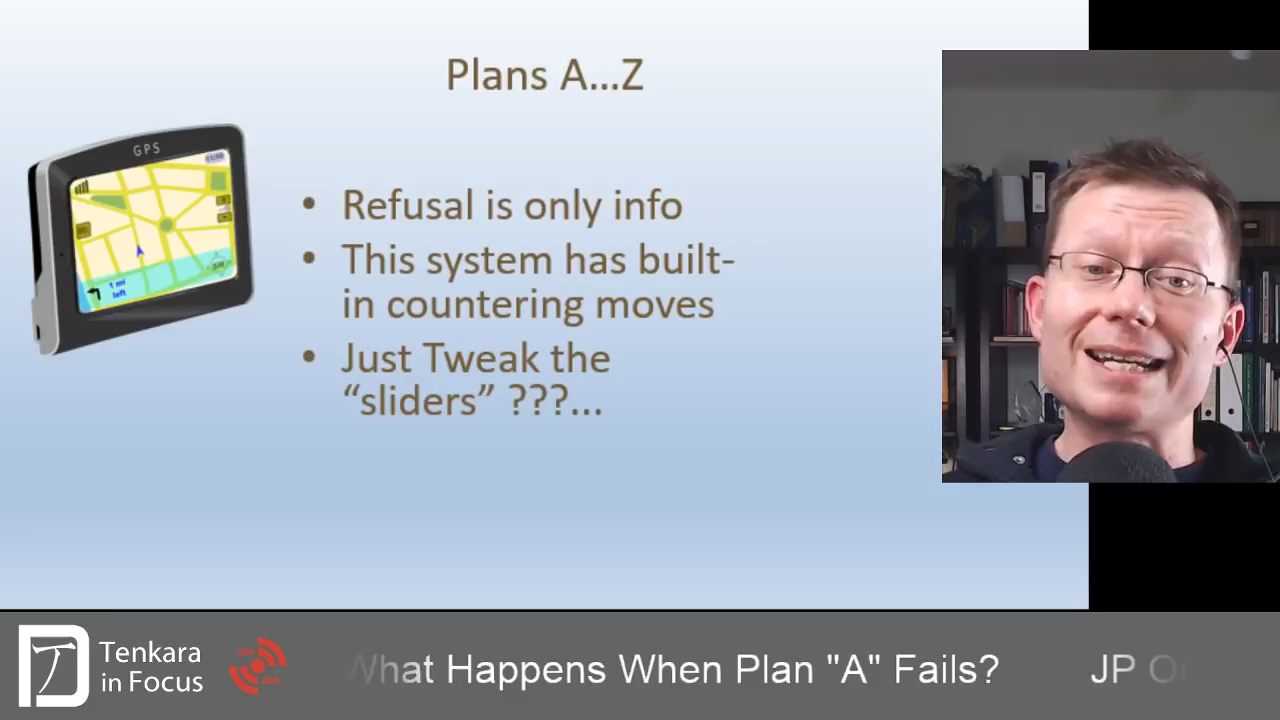 Plans A...Z
GPS
1 mi
left
• Refusal is only info
• This system has built-
in countering moves
• Just Tweak the
“sliders” ???...
Tenkara
in Focus
What Happens When Plan "A" Fails?
JP